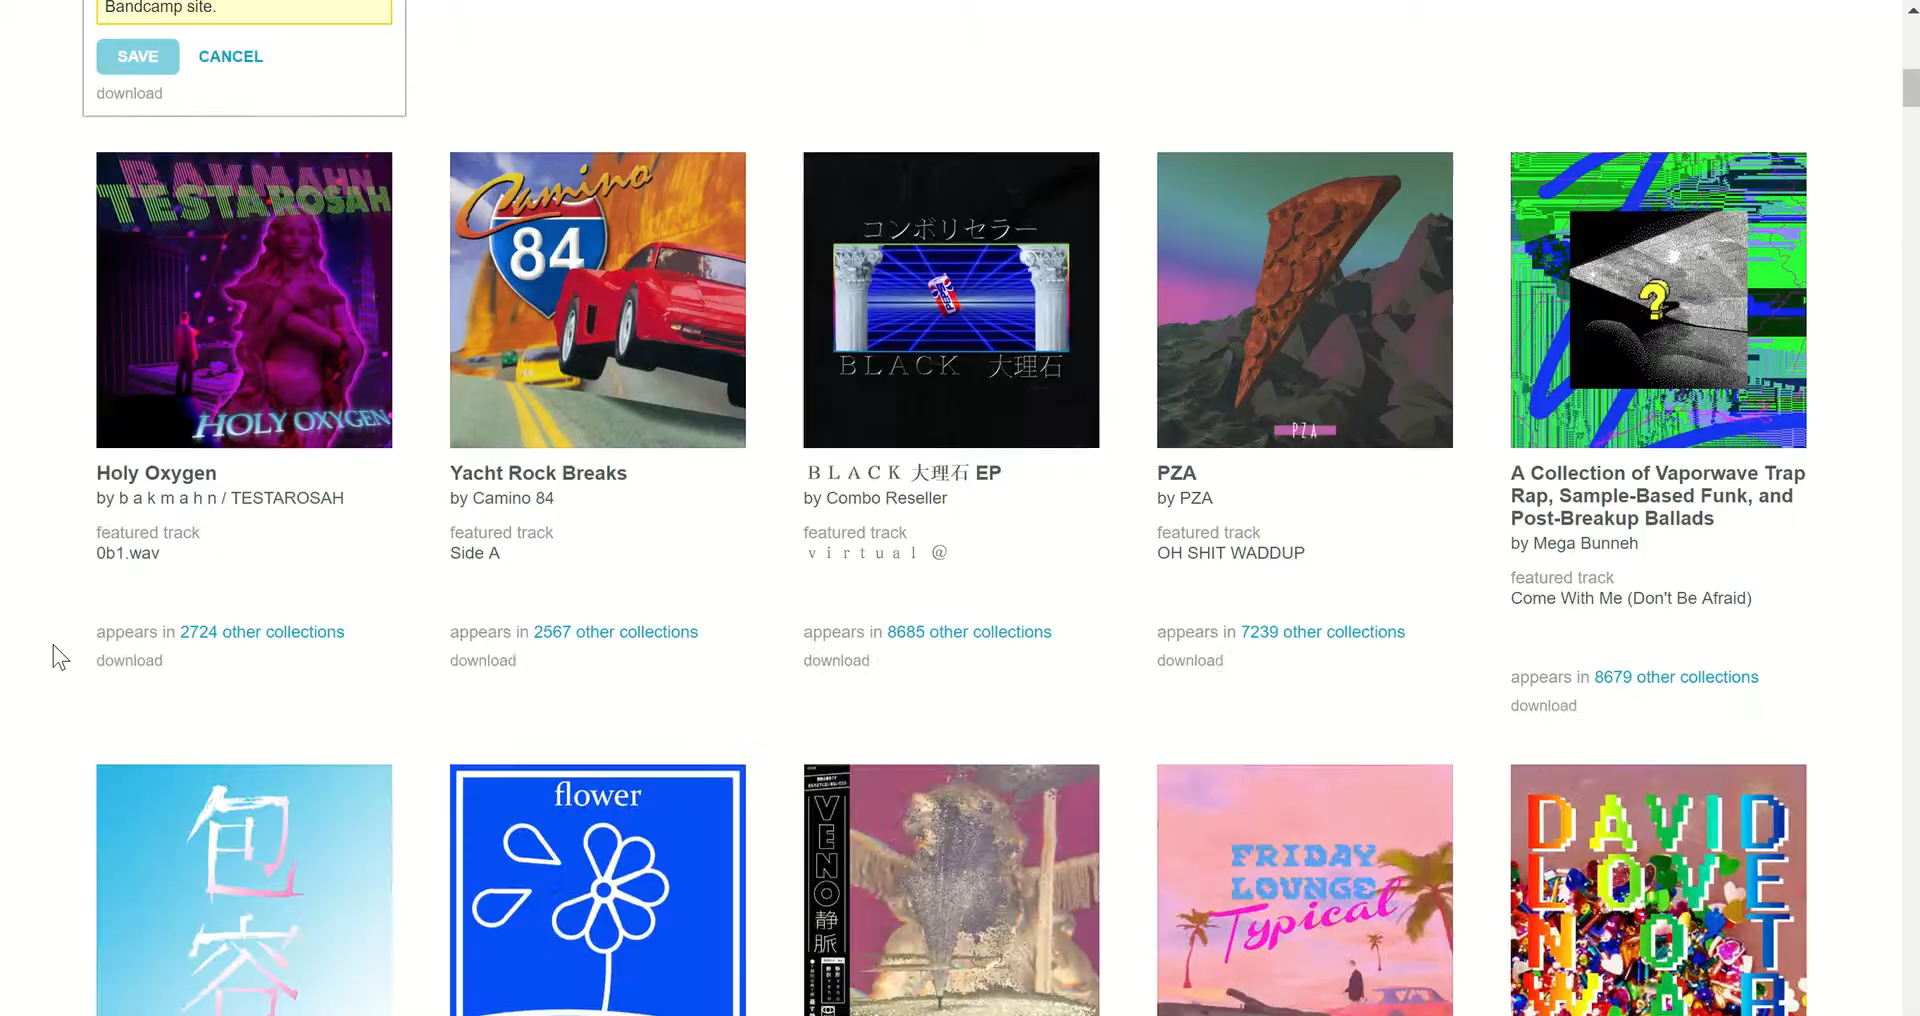 Bandcamp site.
SAVE
CANCEL
download
BAKMAHN
TESTAROSAH
HOLY OXYGEN
Camino
84
コンボリセラー
PEPSI
BLACK 大理石
PZA
?
Holy Oxygen
by b a k m a h n / TESTAROSAH
featured track
0b1.wav
appears in 2724 other collections
download
Yacht Rock Breaks
by Camino 84
featured track
Side A
appears in 2567 other collections
download
ＢＬＡＣＫ 大理石 EP
by Combo Reseller
featured track
ｖｉｒｔｕａｌ ＠
appears in 8685 other collections
download
PZA
by PZA
featured track
OH SHIT WADDUP
appears in 7239 other collections
download
A Collection of Vaporwave Trap
Rap, Sample-Based Funk, and
Post-Breakup Ballads
by Mega Bunneh
featured track
Come With Me (Don't Be Afraid)
appears in 8679 other collections
download
包
容
flower
VENO
静脈
FRIDAY
LOUNGE
Typical
DAVID
LOVE